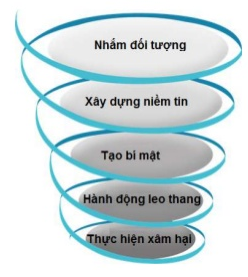 Nhắm đối tượng
Xây dựng niềm tin
Tạo bí mật
Hành động leo thang
Thực hiện xâm hại